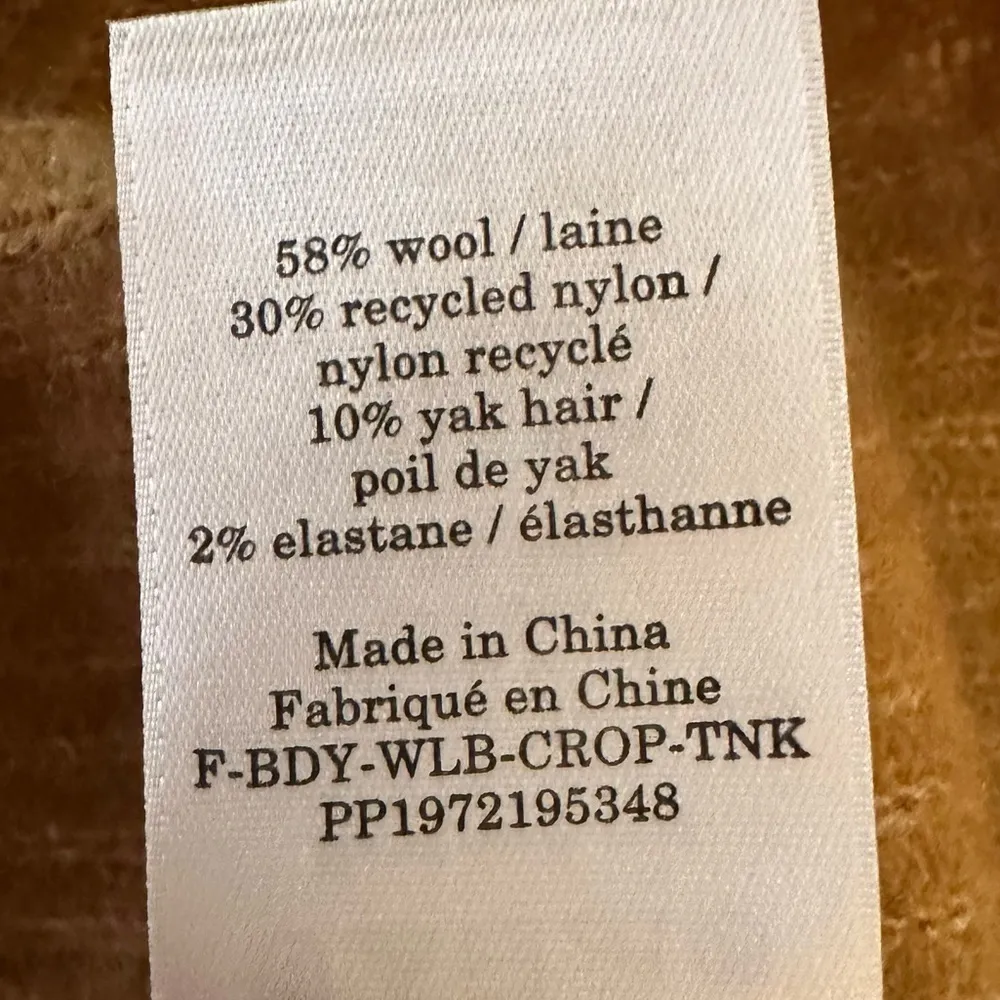 58% wool / laine
30% recycled nylon /
nylon recyclé
10% yak hair /
poil de yak
2% elastane / élasthanne
Made in China
Fabriqué en Chine
F-BDY-WLB-CROP-TNK
PP1972195348